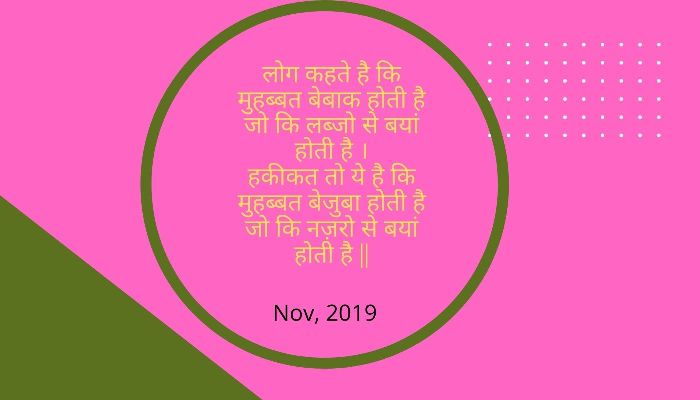 लोग कहते है कि
मुहब्बत बेबाक होती है
जो कि लब्जो से बयां
होती है ।
हकीकत तो ये है कि
मुहब्बत बेजुबा होती है
जो कि नज़रो से बयां
होती है ||
Nov, 2019